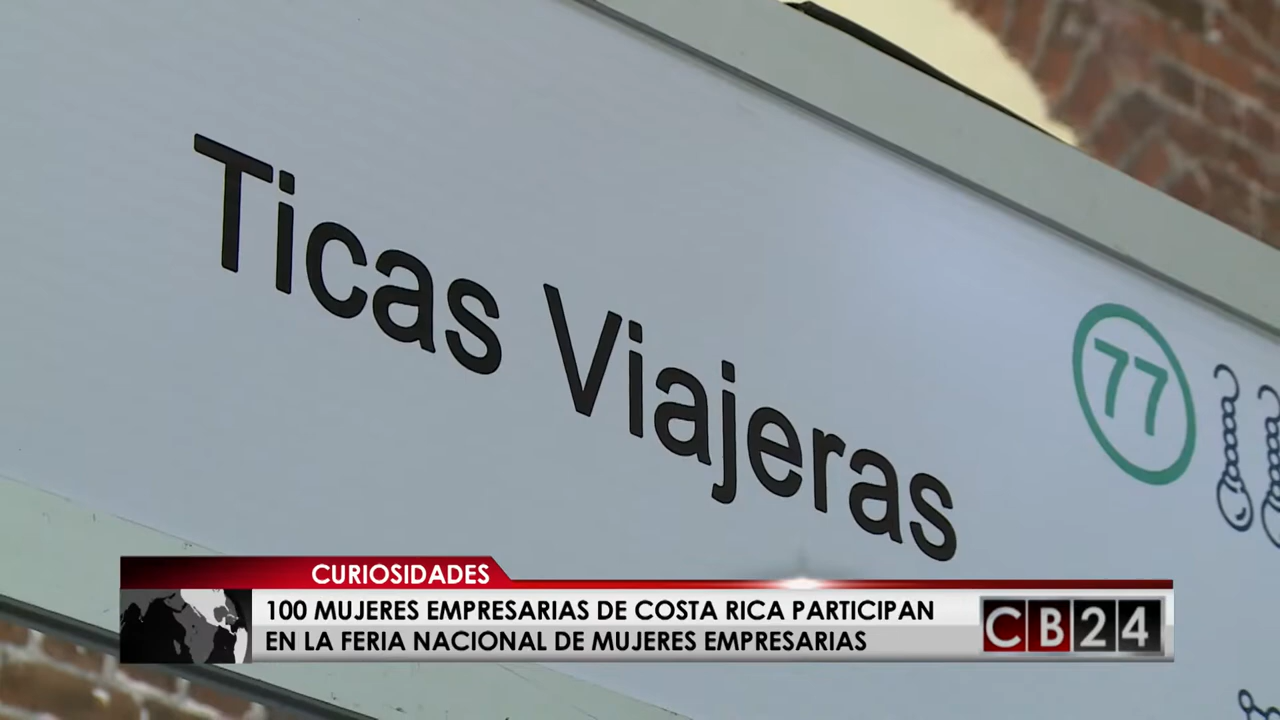 Ticas Viajeras
77
CURIOSIDADES
100 MUJERES EMPRESARIAS DE COSTA RICA PARTICIPAN
EN LA FERIA NACIONAL DE MUJERES EMPRESARIAS
CB24